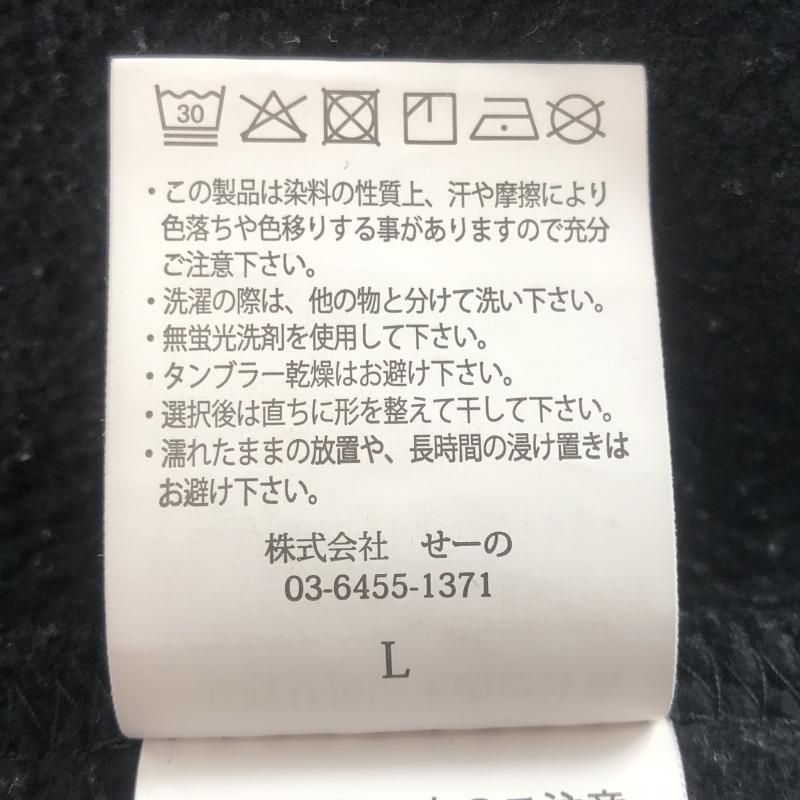 30
・この製品は染料の性質上、汗や摩擦により
色落ちや色移りする事がありますので充分
ご注意下さい。
・洗濯の際は、他の物と分けて洗い下さい。
・無蛍光洗剤を使用して下さい。
・タンブラー乾燥はお避け下さい。
・選択後は直ちに形を整えて干して下さい。
・濡れたままの放置や、長時間の浸け置きは
お避け下さい。
株式会社 せーの
03-6455-1371
L
ご注意